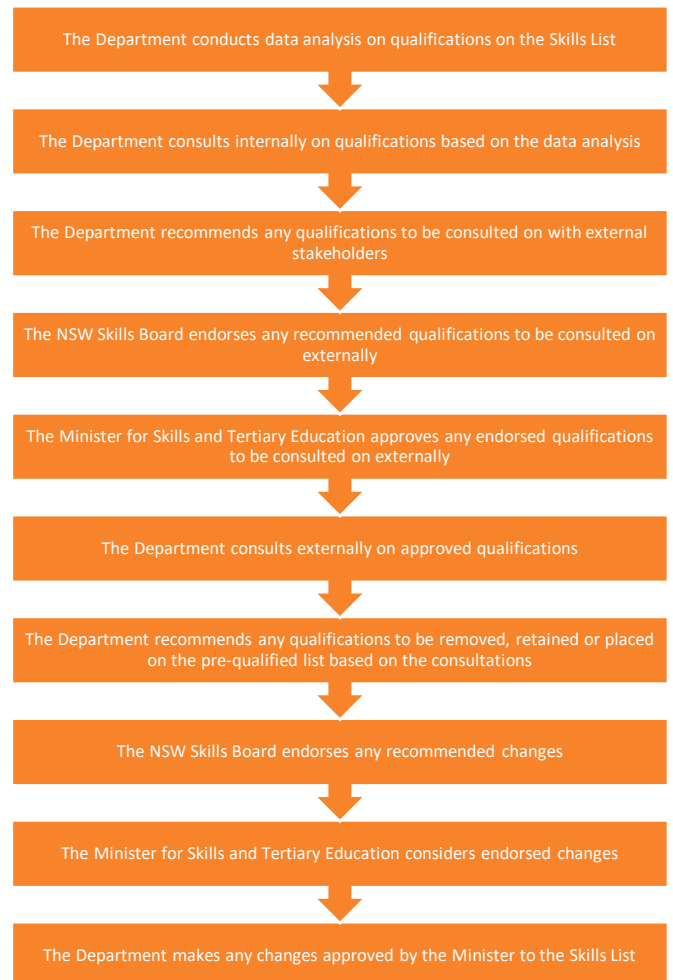 The Department conducts data analysis on qualifications on the Skills List
The Department consults internally on qualifications based on the data analysis
The Department recommends any qualifications to be consulted on with external
stakeholders
The NSW Skills Board endorses any recommended qualifications to be consulted on
externally
The Minister for Skills and Tertiary Education approves any endorsed qualifications
to be consulted on externally
The Department consults externally on approved qualifications
The Department recommends any qualifications to be removed, retained or placed
on the pre-qualified list based on the consultations
The NSW Skills Board endorses any recommended changes
The Minister for Skills and Tertiary Education considers endorsed changes
The Department makes any changes approved by the Minister to the Skills List